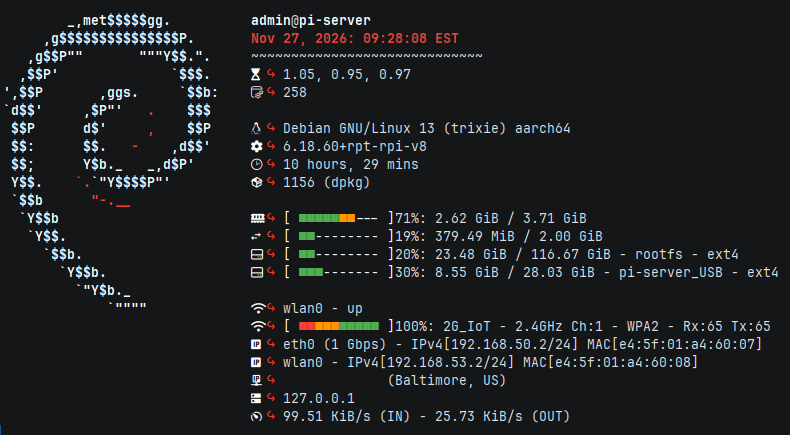 admin@pi-server
Nov 27, 2026: 09:28:08 EST
~~~~~~~~~~~~~~~~~~~~~~~~~~~~~
1.05, 0.95, 0.97
258
Debian GNU/Linux 13 (trixie) aarch64
6.18.60+rpt-rpi-v8
10 hours, 29 mins
1156 (dpkg)
[ ■■■■■■■--- ]71%: 2.62 GiB / 3.71 GiB
[ ■■-------- ]19%: 379.49 MiB / 2.00 GiB
[ ■■-------- ]20%: 23.48 GiB / 116.67 GiB - rootfs - ext4
[ ■■■------- ]30%: 8.55 GiB / 28.03 GiB - pi-server_USB - ext4
wlan0 - up
[ ■■■■■■■■■■ ]100%: 2G_IoT - 2.4GHz Ch:1 - WPA2 - Rx:65 Tx:65
eth0 (1 Gbps) - IPv4[192.168.50.2/24] MAC[e4:5f:01:a4:60:07]
wlan0 - IPv4[192.168.53.2/24] MAC[e4:5f:01:a4:60:08]
(Baltimore, US)
127.0.0.1
99.51 KiB/s (IN) - 25.73 KiB/s (OUT)